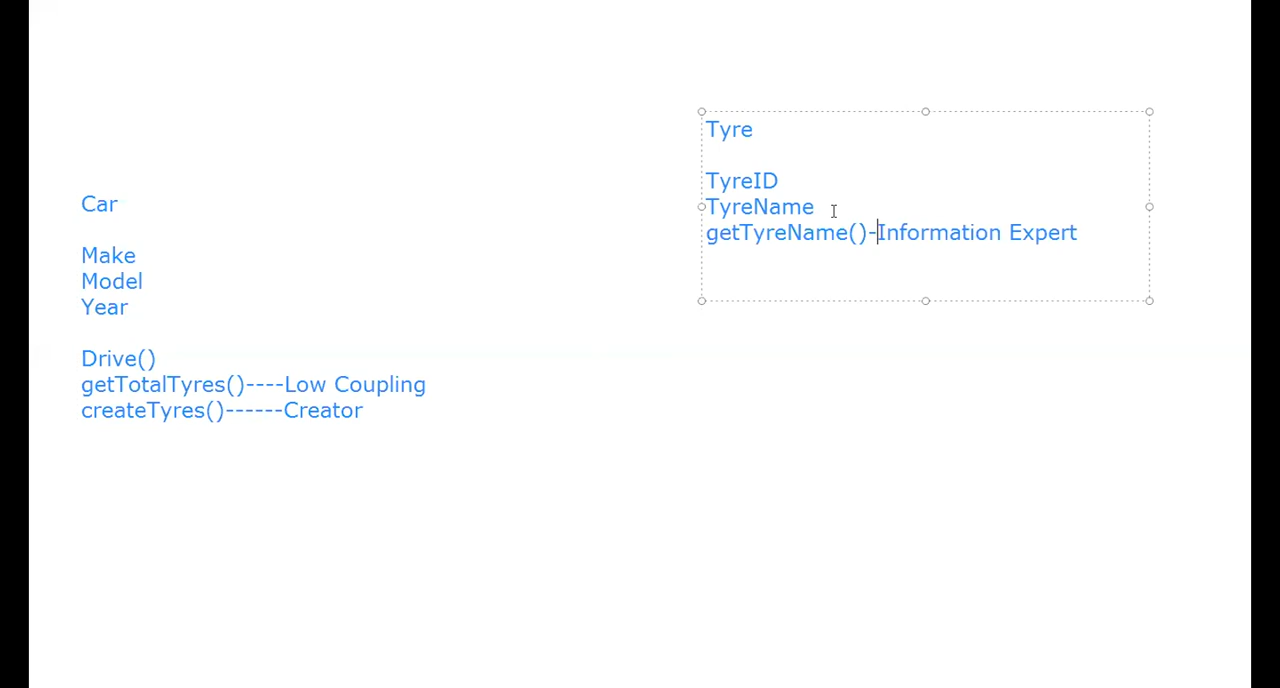 Car
Make
Model
Year
Drive()
getTotalTyres()----Low Coupling
createTyres()------Creator
Tyre
TyreID
TyreName
getTyreName()-Information Expert